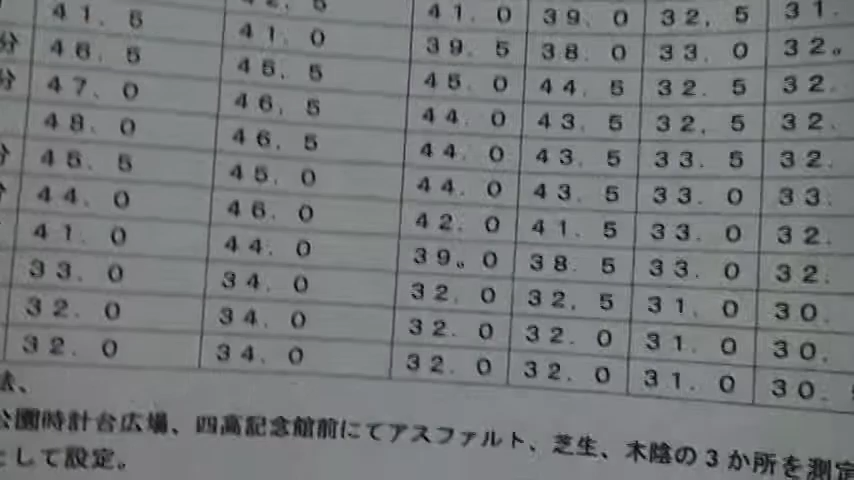 41.0 39.0 32,5 31.
41.5 41.0 39.5 38.0 33.0 32。
分 46.5 45.5 45.0 44.5 32.5 32.
分 47.0 46.5 44.0 43.5 32,5 32.
48.0 46.5 44.0 43.5 33.5 32.
45.5 45.0 44.0 43.5 33.0 33.
44.0 46.0 42.0 41.5 33.0 32.
41.0 44.0 39。0 38.5 33.0 32.
33.0 34.0 32.0 32,5 31.0 30.
32.0 34.0 32.0 32.0 31.0 30.
32.0 34.0 32.0 32.0 31.0 30.
公園時計台広場、四高記念館前にてアスファルト、芝生、木陰の3か所を測定
として設定。